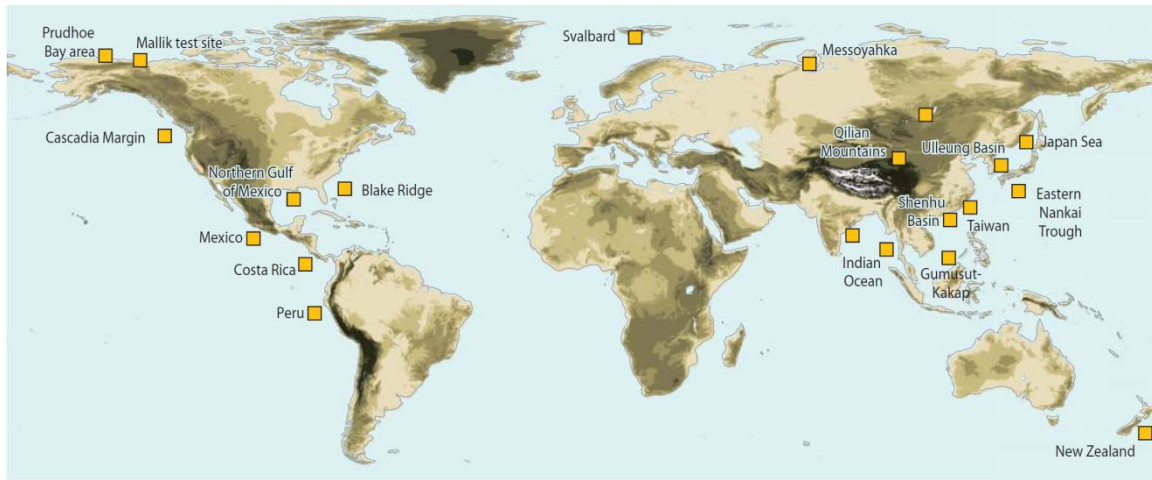 Prudhoe
Bay area
Mallik test site
Svalbard
Messoyahka
Cascadia Margin
Qilian
Mountains
Ulleung Basin
Japan Sea
Northern Gulf
of Mexico
Blake Ridge
Eastern
Nankai
Trough
Shenhu
Basin
Taiwan
Mexico
Costa Rica
Indian
Ocean
Gumusut-
Kakap
Peru
New Zealand